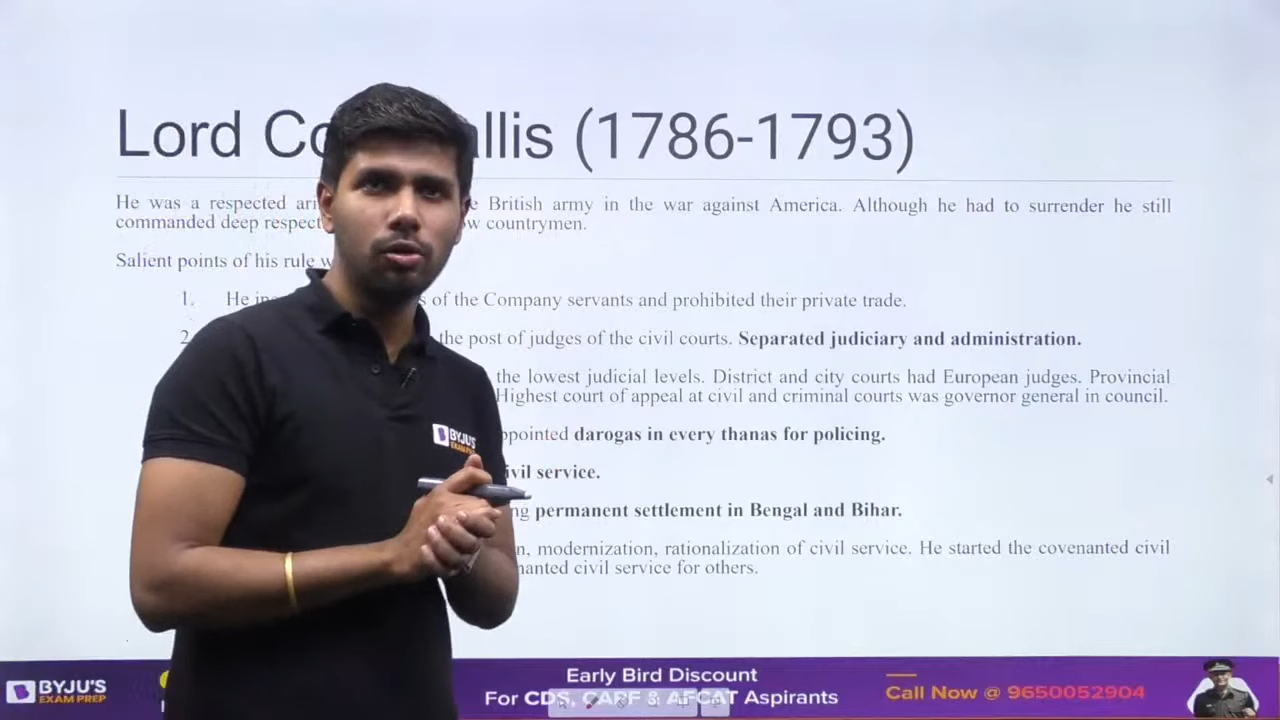 Lord Co allis (1786-1793)
He was a respected British army in the war against America. Although he had to surrender he still
commanded deep respect countrymen.
Salient points of his rule
1. He of the Company servants and prohibited their private trade.
2 the post of judges of the civil courts. Separated judiciary and administration.
the lowest judicial levels. District and city courts had European judges. Provincial
Highest court of appeal at civil and criminal courts was governor general in council.
darogas in every thanas for policing.
service.
permanent settlement in Bengal and Bihar.
modernization, rationalization of civil service. He started the covenanted civil
civil service for others.
BYJU'S
EXAM PREP
BYJU'S
EXAM PREP
Early Bird Discount
For CDS, CAPF & AFCAT Aspirants
Call Now @ 9650052904